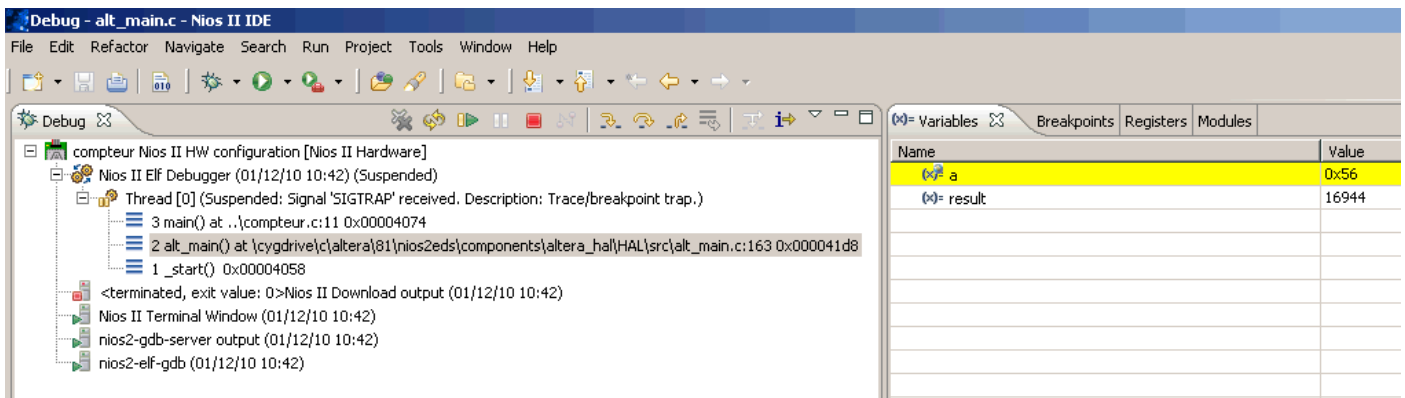 Debug - alt_main.c - Nios II IDE
File Edit Refactor Navigate Search Run Project Tools Window Help
010
Debug
compteur Nios II HW configuration [Nios II Hardware]
Nios II Elf Debugger (01/12/10 10:42) (Suspended)
Thread [0] (Suspended: Signal 'SIGTRAP' received. Description: Trace/breakpoint trap.)
3 main() at ..\compteur.c:11 0x00004074
2 alt_main() at \cygdrive\c\altera\81\nios2eds\components\altera_hal\HAL\src\alt_main.c:163 0x000041d8
1 _start() 0x00004058
<terminated, exit value: 0>Nios II Download output (01/12/10 10:42)
Nios II Terminal Window (01/12/10 10:42)
nios2-gdb-server output (01/12/10 10:42)
nios2-elf-gdb (01/12/10 10:42)
(x)= Variables Breakpoints Registers Modules
Name Value
(x)= a 0x56
(x)= result 16944